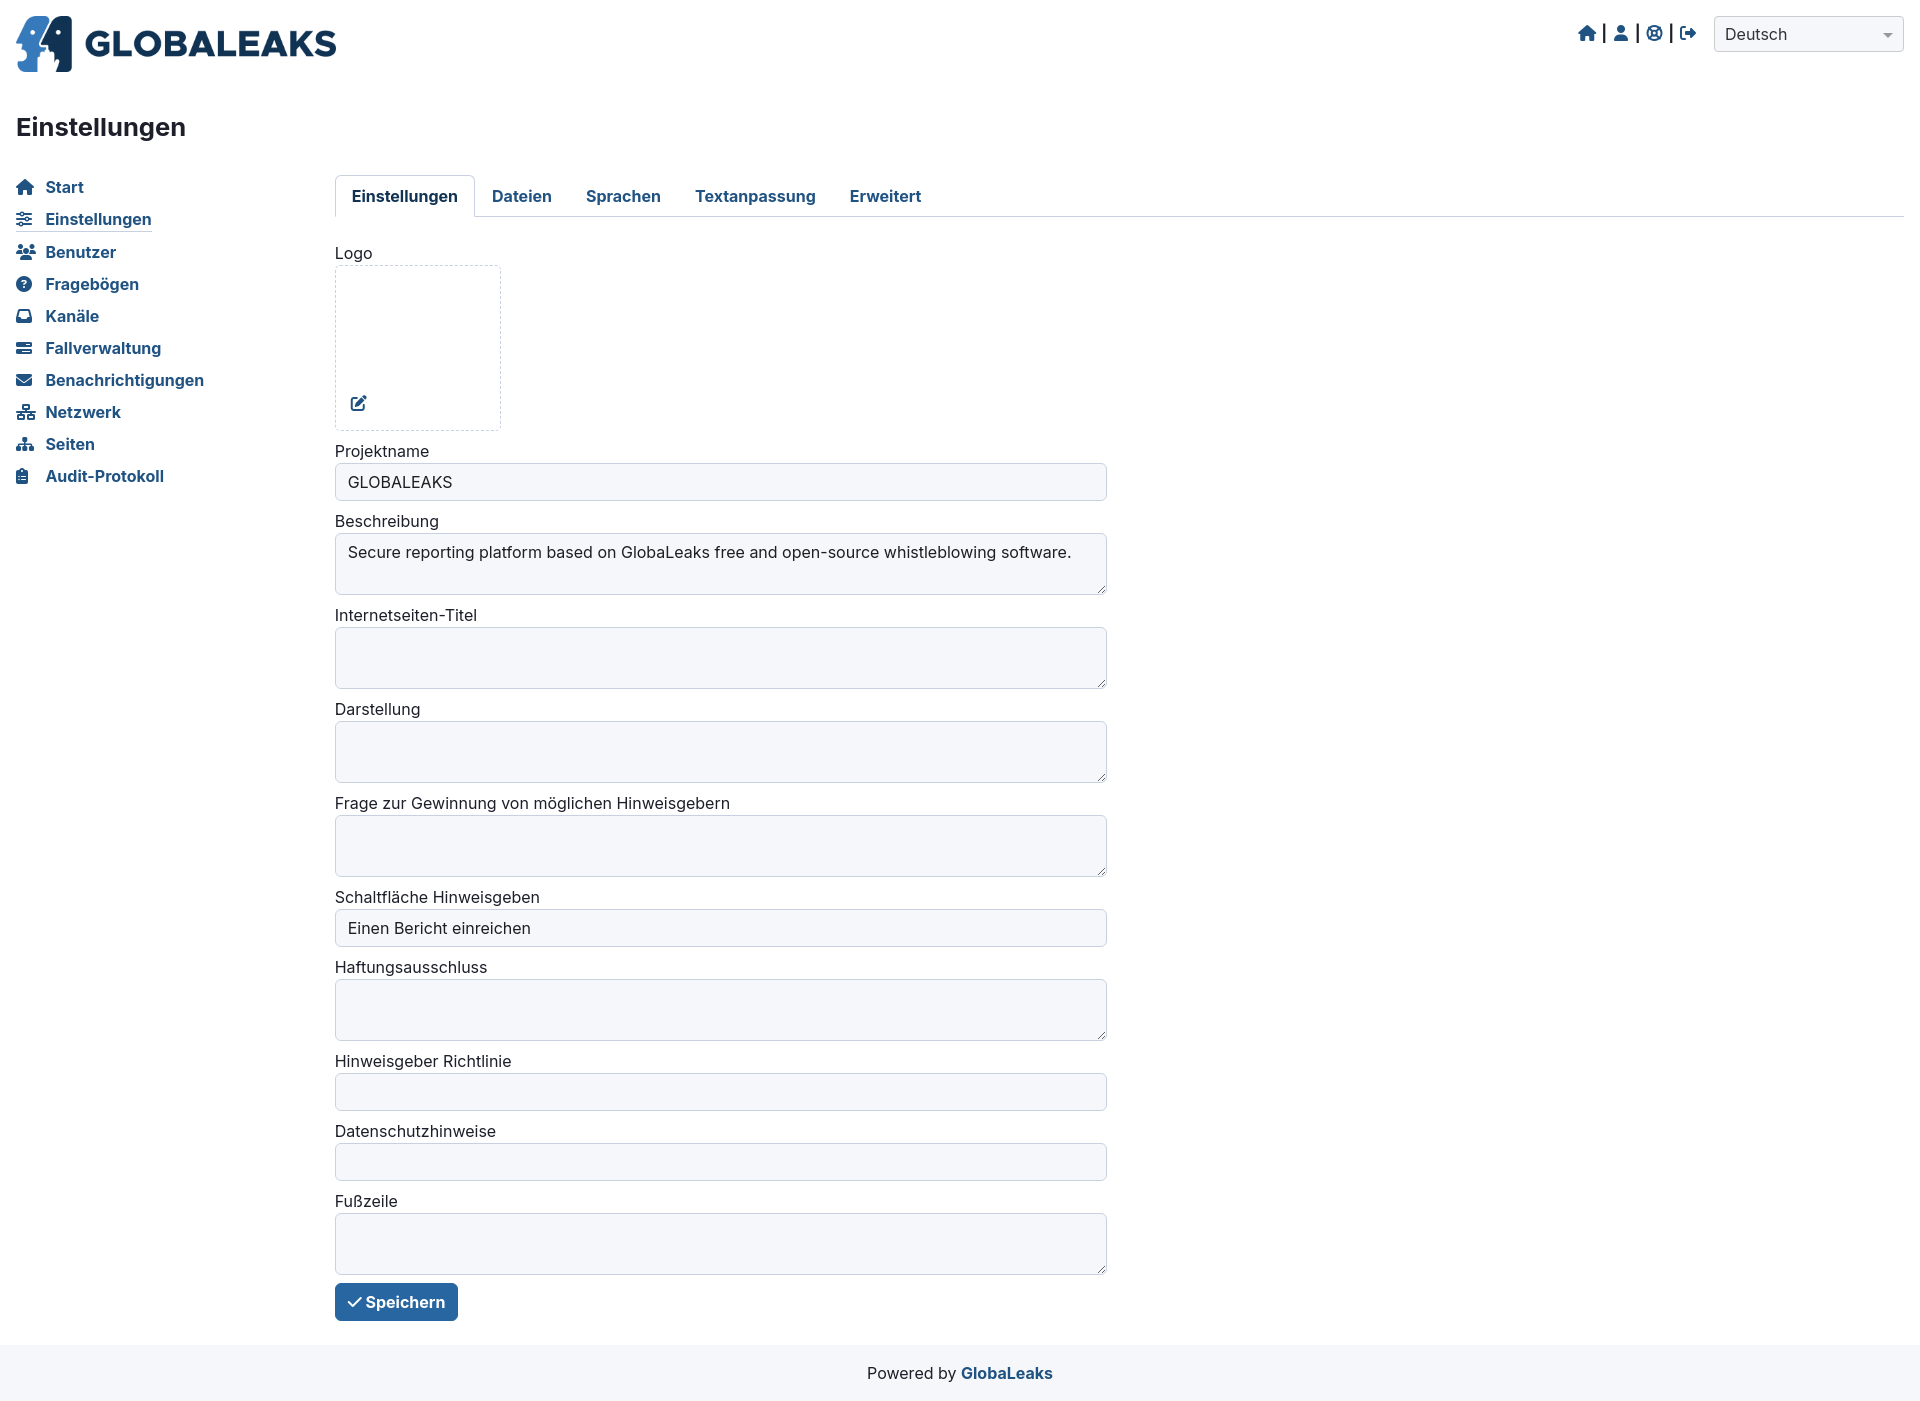 GLOBALEAKS
Deutsch
Einstellungen
Start
Einstellungen
Benutzer
Fragebögen
Kanäle
Fallverwaltung
Benachrichtigungen
Netzwerk
Seiten
Audit-Protokoll
Einstellungen
Dateien
Sprachen
Textanpassung
Erweitert
Logo
Projektname
GLOBALEAKS
Beschreibung
Secure reporting platform based on GlobaLeaks free and open-source whistleblowing software.
Internetseiten-Titel
Darstellung
Frage zur Gewinnung von möglichen Hinweisgebern
Schaltfläche Hinweisgeben
Einen Bericht einreichen
Haftungsausschluss
Hinweisgeber Richtlinie
Datenschutzhinweise
Fußzeile
Speichern
Powered by GlobaLeaks